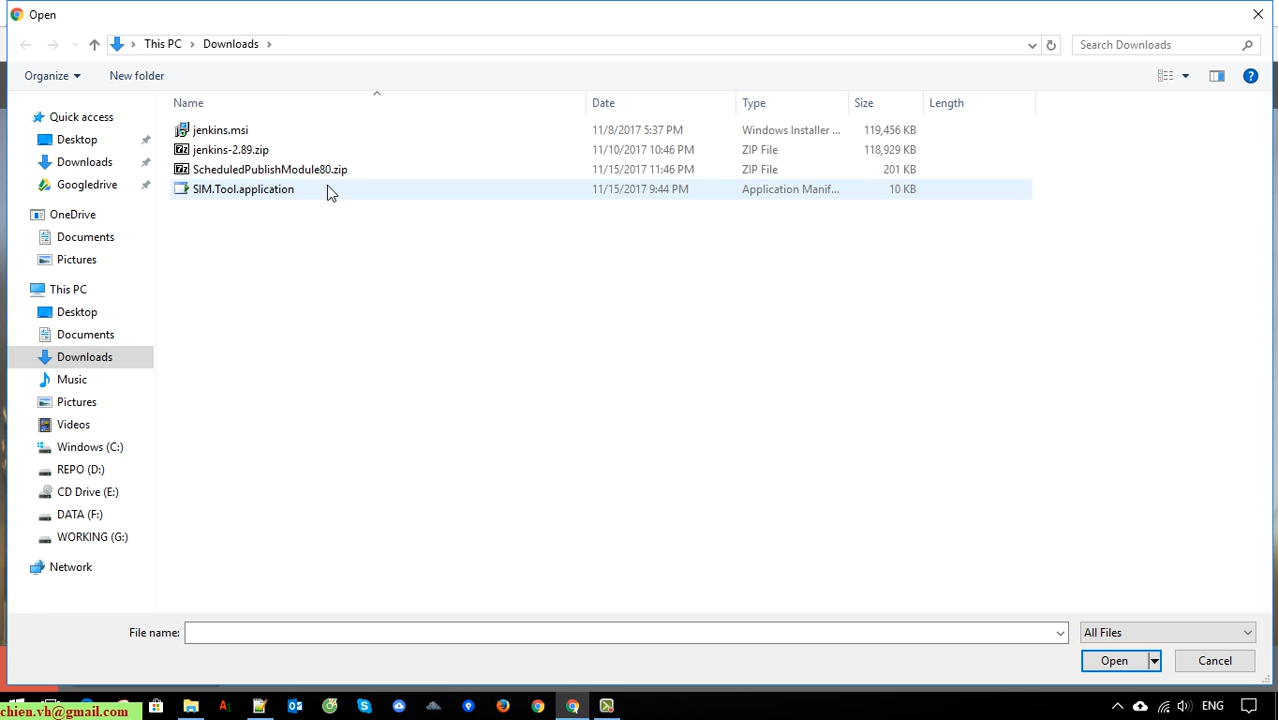 Open
This PC
Downloads
Search Downloads
Organize
New folder
Name
Date
Type
Size
Length
jenkins.msi
11/8/2017 5:37 PM
Windows Installer ...
119,456 KB
jenkins-2.89.zip
11/10/2017 10:46 PM
ZIP File
118,929 KB
ScheduledPublishModule80.zip
11/15/2017 11:46 PM
ZIP File
201 KB
SIM.Tool.application
11/15/2017 9:44 PM
Application Manif...
10 KB
Quick access
Desktop
Downloads
Googledrive
OneDrive
Documents
Pictures
This PC
Desktop
Documents
Downloads
Music
Pictures
Videos
Windows (C:)
REPO (D:)
CD Drive (E:)
DATA (F:)
WORKING (G:)
Network
File name:
All Files
Open
Cancel
ENG
chien.vh@gmail.com